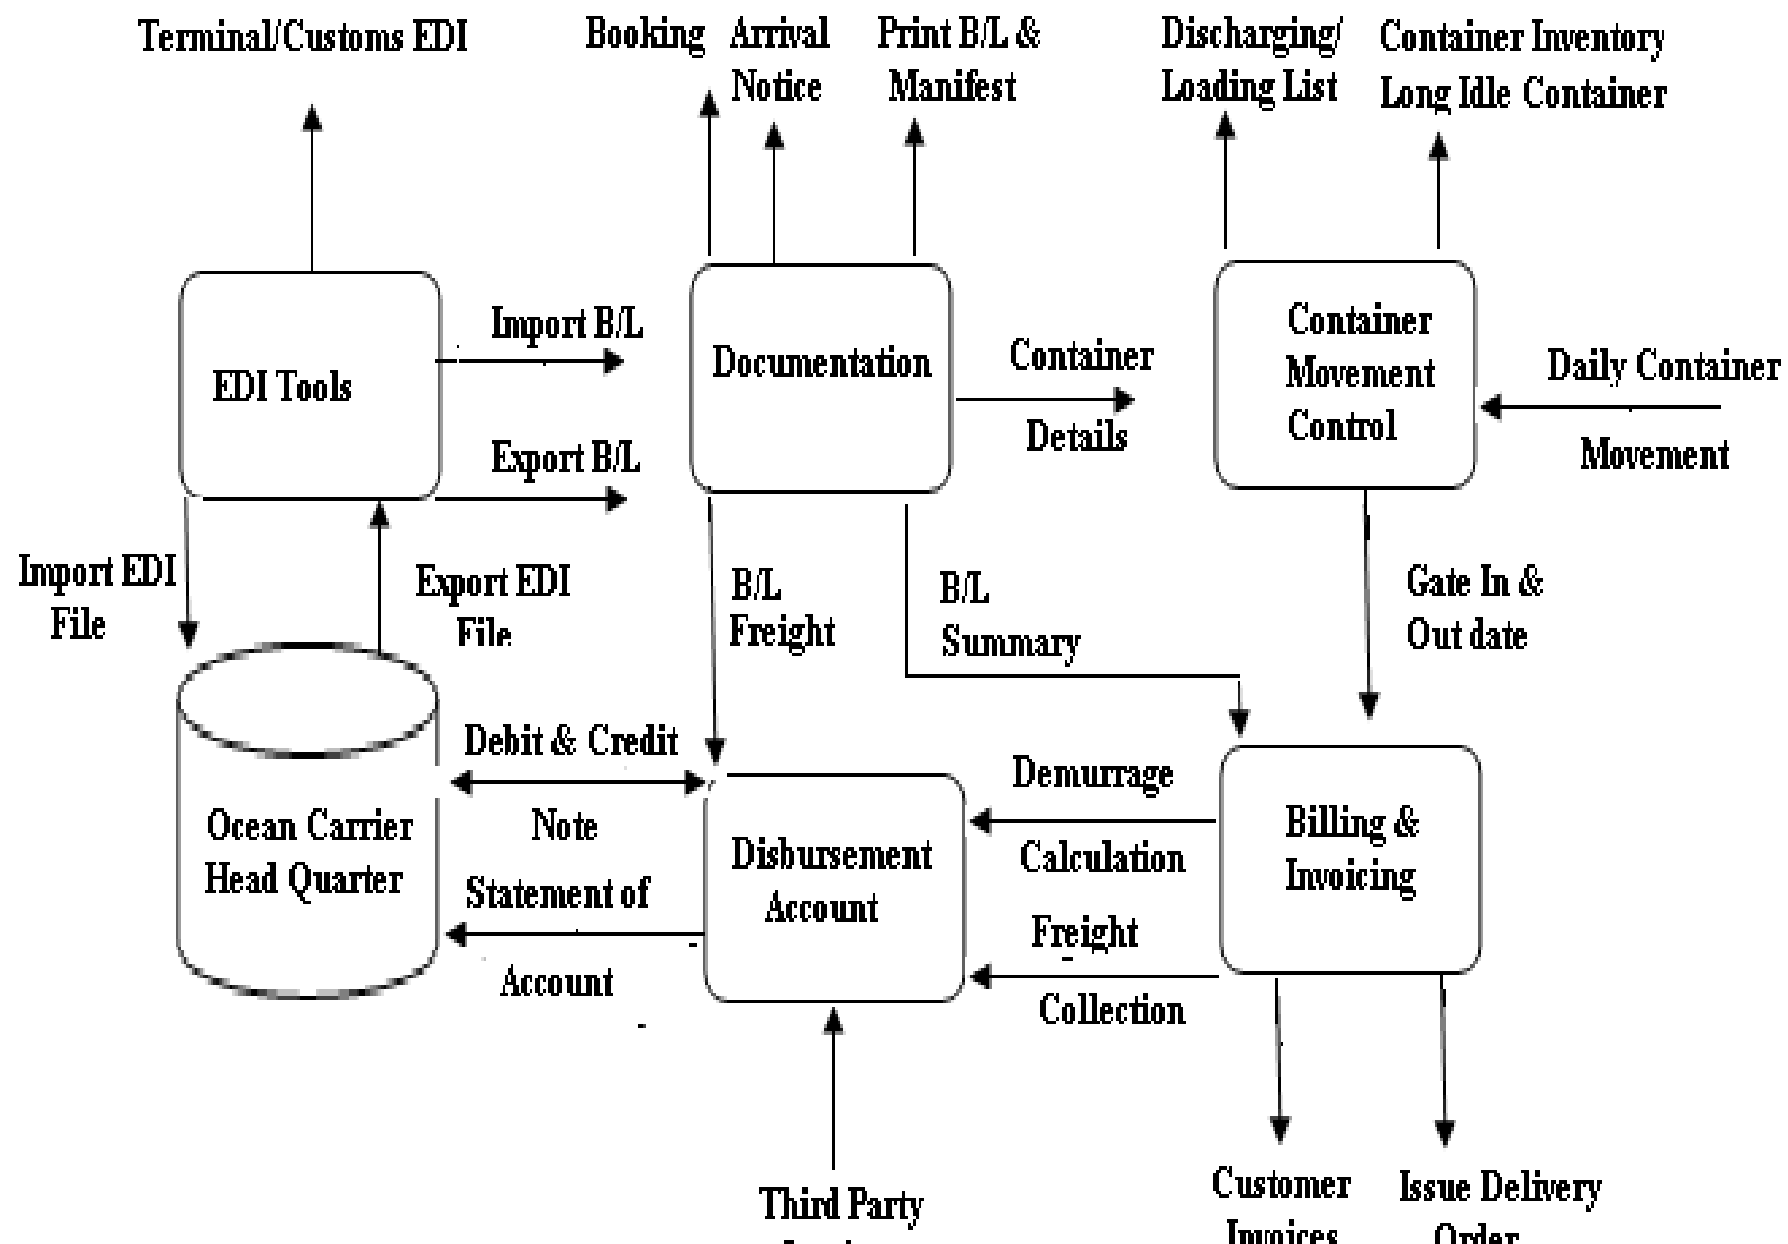 Terminal/Customs EDI
Booking
Arrival
Notice
Print B/L &
Manifest
Discharging/
Loading List
Container Inventory
Long Idle Container
EDI Tools
Import B/L
Export B/L
Documentation
Container
Details
Container
Movement
Control
Daily Container
Movement
Import EDI
File
Export EDI
File
B/L
Freight
B/L
Summary
Gate In &
Out date
Ocean Carrier
Head Quarter
Debit & Credit
Note
Statement of
Account
Disbursement
Account
Demurrage
Calculation
Freight
Collection
Billing &
Invoicing
Third Party
Customer
Invoices
Issue Delivery
Order